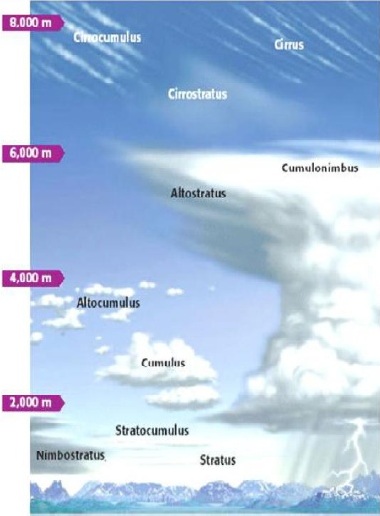 8,000 m
Cirrocumulus
Cirrus
Cirrostratus
6,000 m
Cumulonimbus
Altostratus
4,000 m
Altocumulus
Cumulus
2,000 m
Stratocumulus
Nimbostratus
Stratus